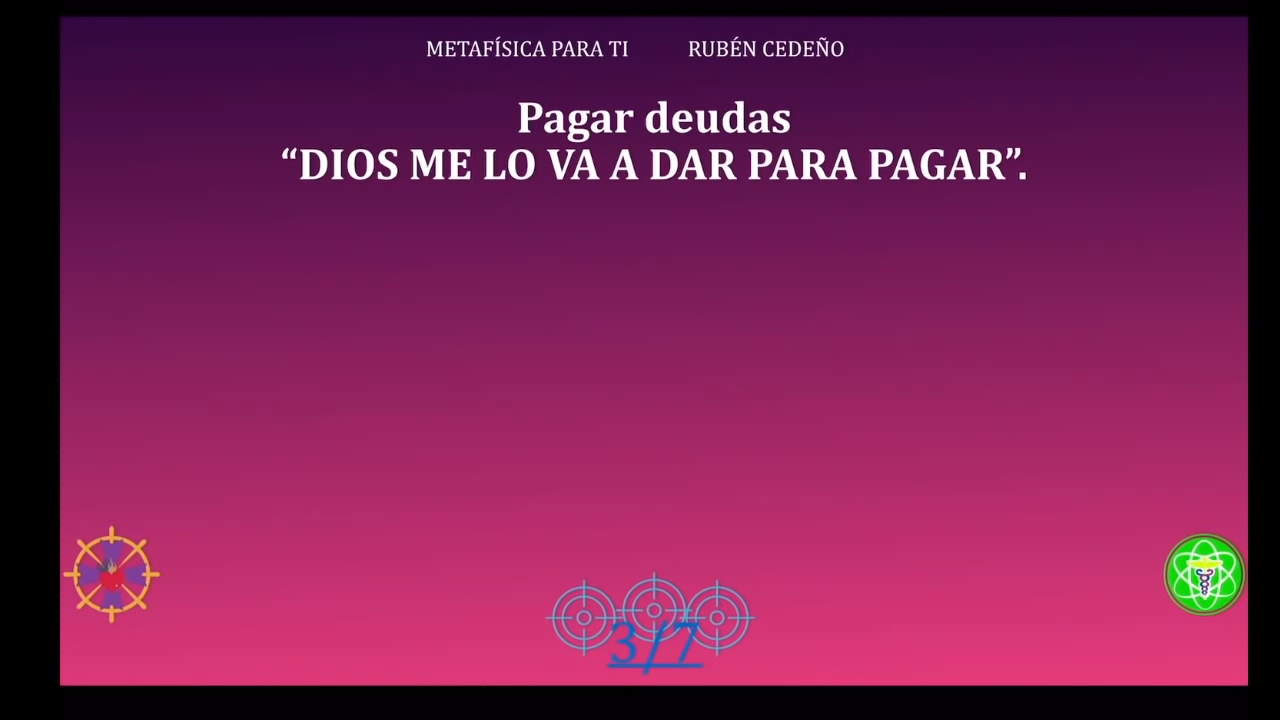 METAFÍSICA PARA TI RUBÉN CEDEÑO
Pagar deudas
“DIOS ME LO VA A DAR PARA PAGAR”.
3/7